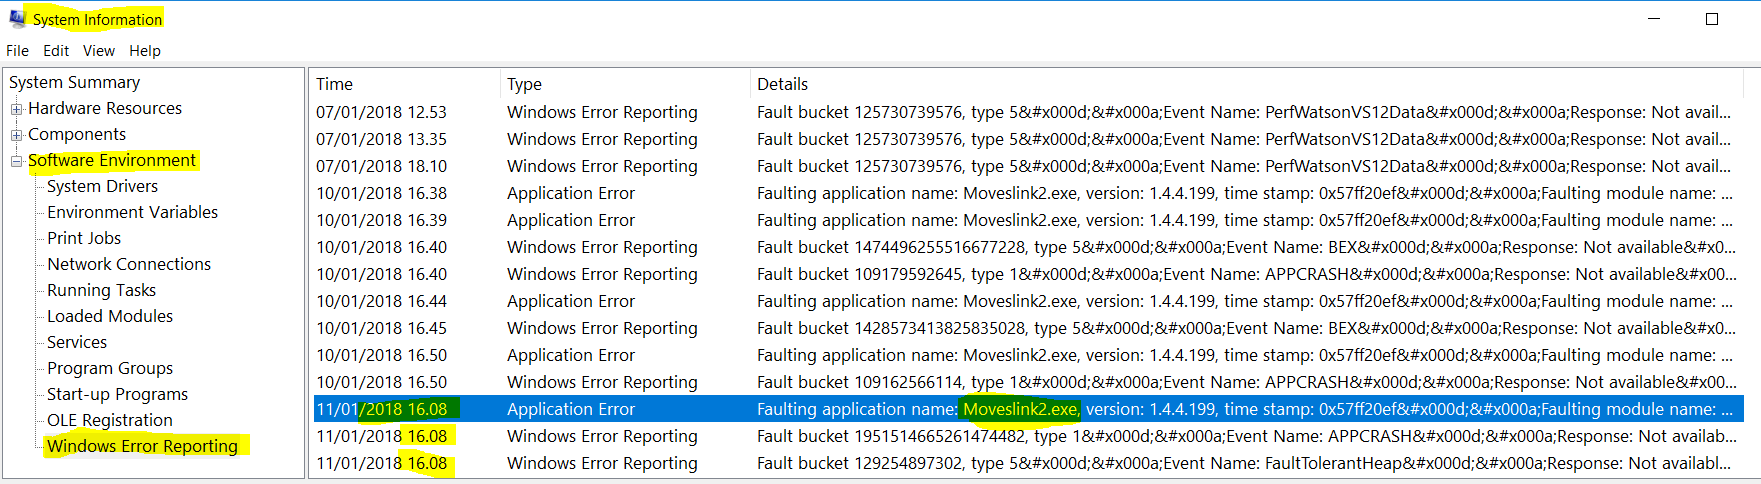 System Information
File Edit View Help
System Summary
Hardware Resources
Components
Software Environment
System Drivers
Environment Variables
Print Jobs
Network Connections
Running Tasks
Loaded Modules
Services
Program Groups
Start-up Programs
OLE Registration
Windows Error Reporting
Time Type Details
07/01/2018 12.53 Windows Error Reporting Fault bucket 125730739576, type 5&#x000d;&#x000a;Event Name: PerfWatsonVS12Data&#x000d;&#x000a;Response: Not avail...
07/01/2018 13.35 Windows Error Reporting Fault bucket 125730739576, type 5&#x000d;&#x000a;Event Name: PerfWatsonVS12Data&#x000d;&#x000a;Response: Not avail...
07/01/2018 18.10 Windows Error Reporting Fault bucket 125730739576, type 5&#x000d;&#x000a;Event Name: PerfWatsonVS12Data&#x000d;&#x000a;Response: Not avail...
10/01/2018 16.38 Application Error Faulting application name: Moveslink2.exe, version: 1.4.4.199, time stamp: 0x57ff20ef&#x000d;&#x000a;Faulting module name: ...
10/01/2018 16.39 Application Error Faulting application name: Moveslink2.exe, version: 1.4.4.199, time stamp: 0x57ff20ef&#x000d;&#x000a;Faulting module name: ...
10/01/2018 16.40 Windows Error Reporting Fault bucket 1474496255516677228, type 5&#x000d;&#x000a;Event Name: BEX&#x000d;&#x000a;Response: Not available&#x0...
10/01/2018 16.40 Windows Error Reporting Fault bucket 109179592645, type 1&#x000d;&#x000a;Event Name: APPCRASH&#x000d;&#x000a;Response: Not available&#x00...
10/01/2018 16.44 Application Error Faulting application name: Moveslink2.exe, version: 1.4.4.199, time stamp: 0x57ff20ef&#x000d;&#x000a;Faulting module name: ...
10/01/2018 16.45 Windows Error Reporting Fault bucket 1428573413825835028, type 5&#x000d;&#x000a;Event Name: BEX&#x000d;&#x000a;Response: Not available&#x0...
10/01/2018 16.50 Application Error Faulting application name: Moveslink2.exe, version: 1.4.4.199, time stamp: 0x57ff20ef&#x000d;&#x000a;Faulting module name: ...
10/01/2018 16.50 Windows Error Reporting Fault bucket 109162566114, type 1&#x000d;&#x000a;Event Name: APPCRASH&#x000d;&#x000a;Response: Not available&#x00...
11/01/2018 16.08 Application Error Faulting application name: Moveslink2.exe, version: 1.4.4.199, time stamp: 0x57ff20ef&#x000d;&#x000a;Faulting module name: ...
11/01/2018 16.08 Windows Error Reporting Fault bucket 1951514665261474482, type 1&#x000d;&#x000a;Event Name: APPCRASH&#x000d;&#x000a;Response: Not availab...
11/01/2018 16.08 Windows Error Reporting Fault bucket 129254897302, type 5&#x000d;&#x000a;Event Name: FaultTolerantHeap&#x000d;&#x000a;Response: Not availabl...